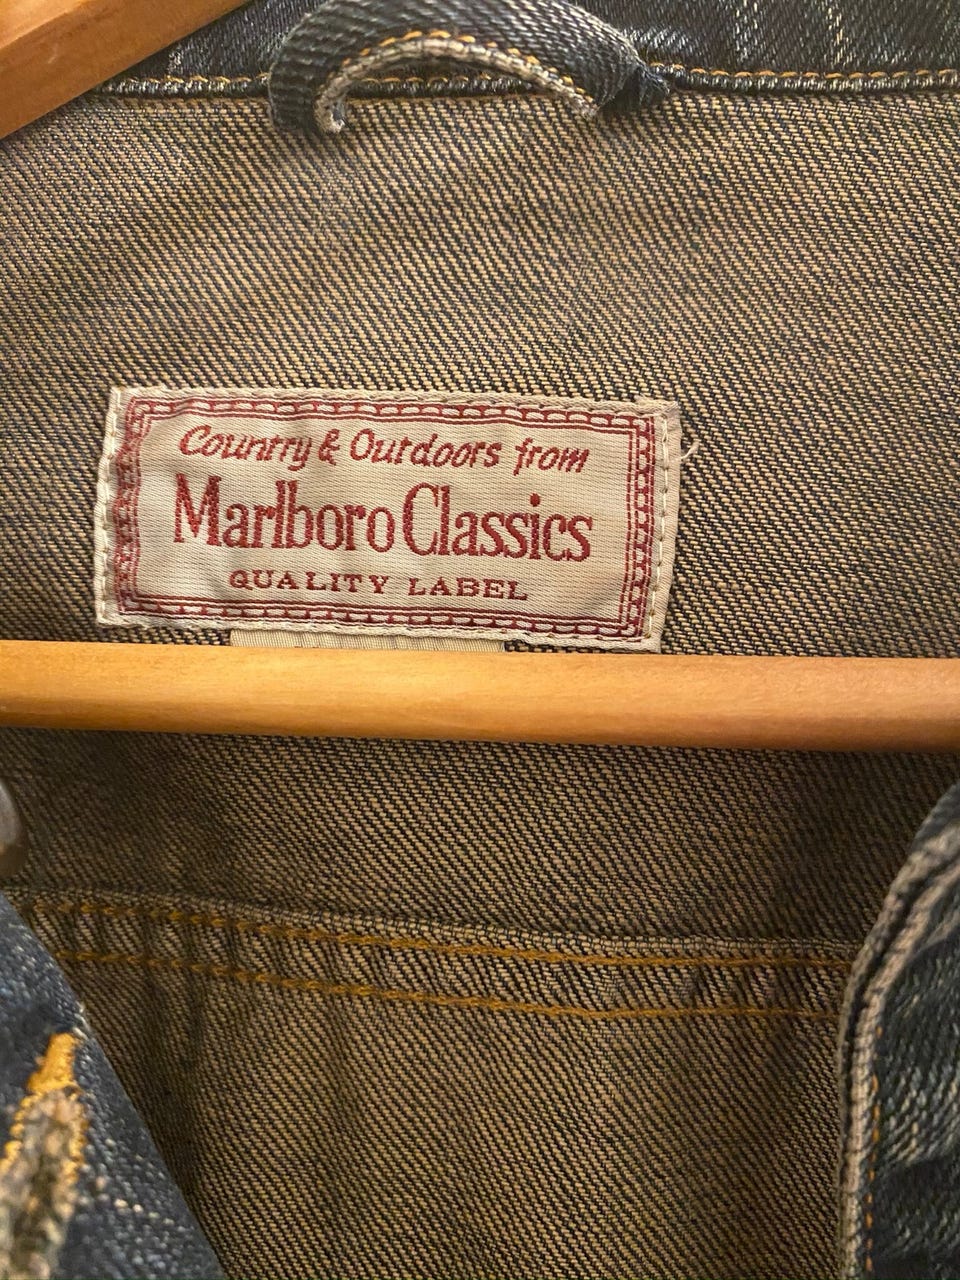 Country & Outdoors from
Marlboro Classics
QUALITY LABEL